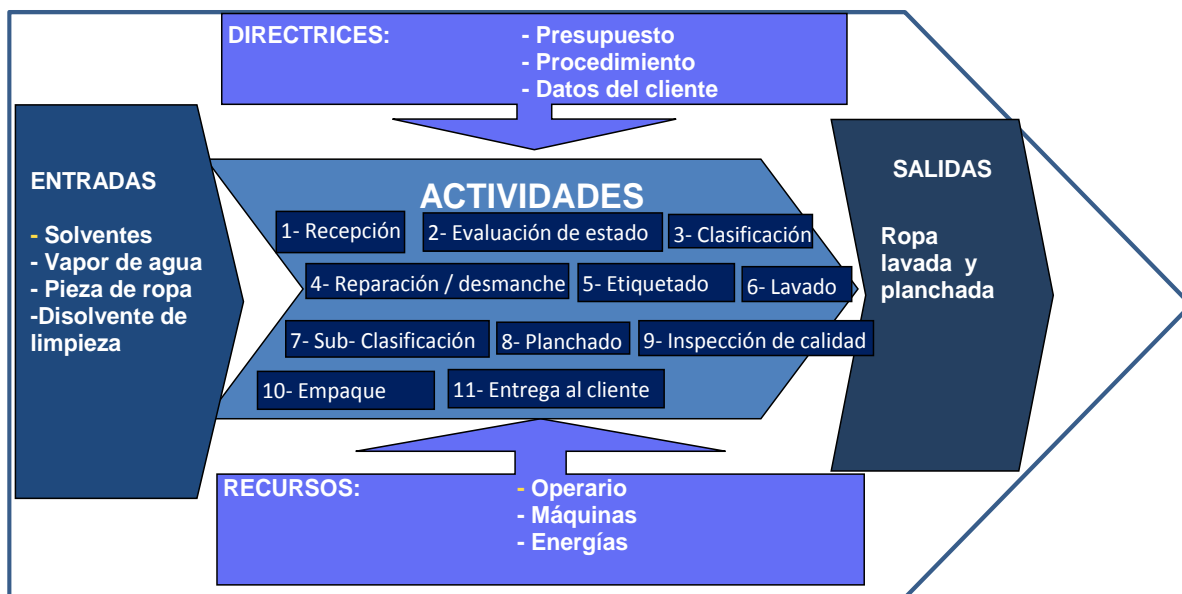 DIRECTRICES: - Presupuesto
- Procedimiento
- Datos del cliente
ENTRADAS
- Solventes
- Vapor de agua
- Pieza de ropa
-Disolvente de
limpieza
ACTIVIDADES
1- Recepción
2- Evaluación de estado
3- Clasificación
4- Reparación / desmanche
5- Etiquetado
6- Lavado
7- Sub- Clasificación
8- Planchado
9- Inspección de calidad
10- Empaque
11- Entrega al cliente
SALIDAS
Ropa
lavada y
planchada
RECURSOS: - Operario
- Máquinas
- Energías